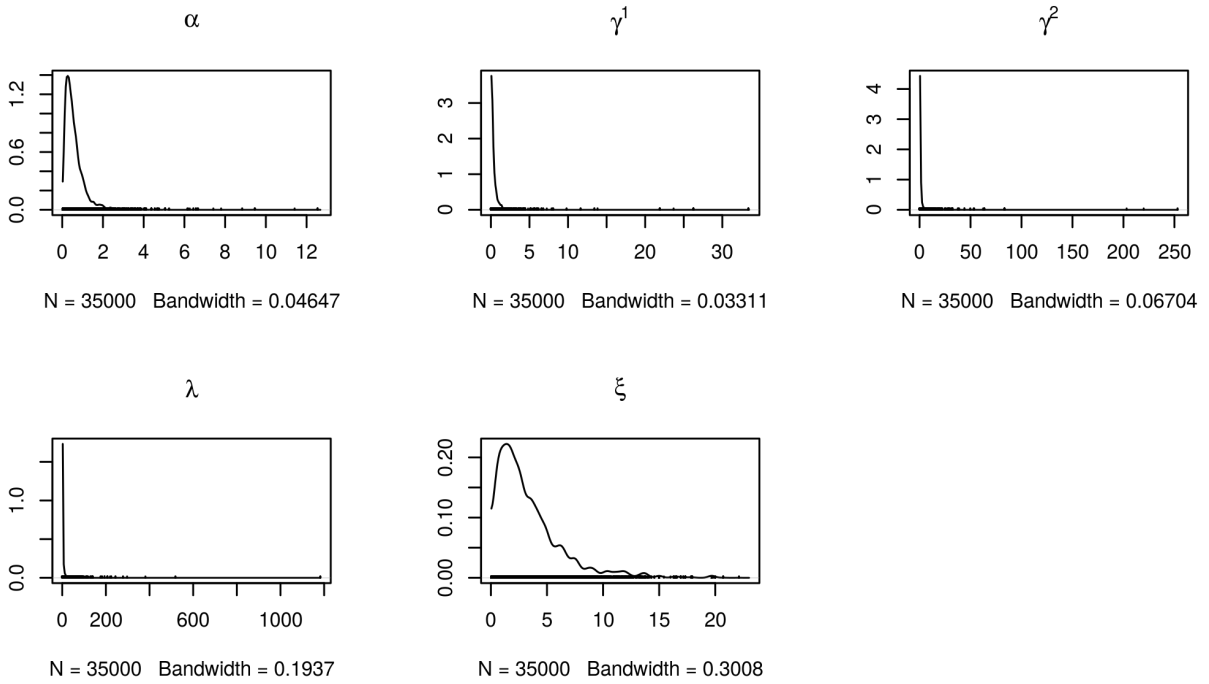 α γ¹ γ²
1.2
0.6
0.0
0 2 4 6 8 10 12
N = 35000 Bandwidth = 0.04647
3
2
1
0
0 5 10 20 30
N = 35000 Bandwidth = 0.03311
4
3
2
1
0
0 50 100 150 200 250
N = 35000 Bandwidth = 0.06704
λ ξ
1.0
0.0
0 200 600 1000
N = 35000 Bandwidth = 0.1937
0.20
0.10
0.00
0 5 10 15 20
N = 35000 Bandwidth = 0.3008